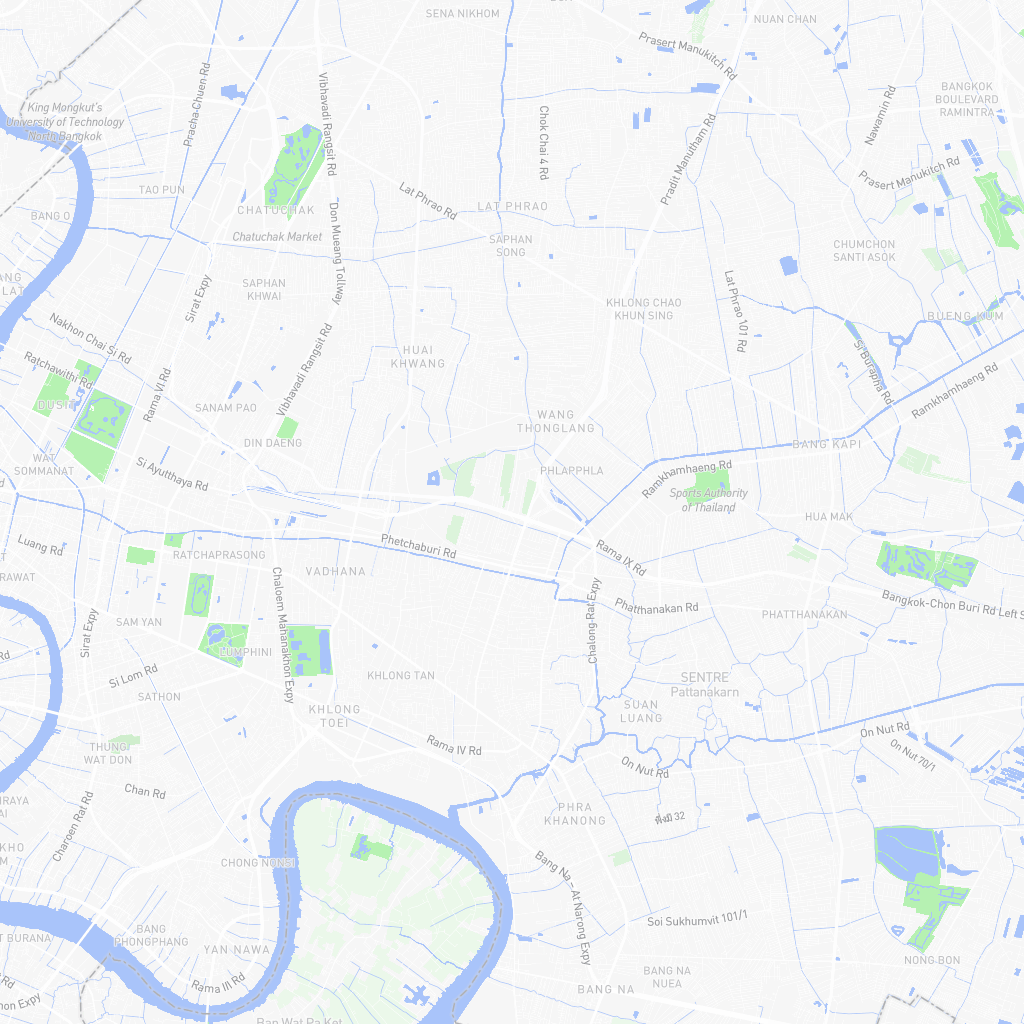 SENA NIKHOM
NUAN CHAN
Prasert Manukitch Rd
BANGKOK
BOULEVARD
RAMINTRA
King Mongkut's
University of Technology
North Bangkok
Pracha Chuen Rd
Vibhavadi Rangsit Rd
Chok Chai 4 Rd
Pradit Manutham Rd
Nawamin Rd
Prasert Manukitch Rd
TAO PUN
BANG O
CHATUCHAK
Chatuchak Market
Lat Phrao Rd
LAT PHRAO
SAPHAN
SONG
CHUMCHON
SANTI ASOK
Don Mueang Tollway
Sirat Expy
SAPHAN
KHWAI
KHLONG CHAO
KHUN SING
Lat Phrao 101 Rd
BUENG KUM
Nakhon Chai Si Rd
Ratchawithi Rd
HUAI
KHWANG
Vibhavadi Rangsit Rd
Si Burapha Rd
Ramkhamhaeng Rd
DUSIT
Rama VI Rd
SANAM PAO
DIN DAENG
WANG
THONGLANG
BANG KAPI
WAT
SOMMANAT
Si Ayutthaya Rd
PHLAPPHLA
Ramkhamhaeng Rd
Sports Authority
of Thailand
HUA MAK
Luang Rd
RATCHAPRASONG
Phetchaburi Rd
VADHANA
Rama IX Rd
Bangkok-Chon Buri Rd Left S
Phatthanakan Rd
PHATTHANAKAN
SAM YAN
Sirat Expy
Chaloem Mahanakhon Expy
Chalong Rat Expy
LUMPHINI
Si Lom Rd
SATHON
KHLONG TAN
SENTRE
Pattanakarn
KHLONG
TOEI
SUAN
LUANG
THUNG
WAT DON
Rama IV Rd
On Nut Rd
On Nut Rd
On Nut 70/1
Chan Rd
Charoen Rat Rd
PHRA
KHANONG
CHONG NONSI
Bang Na - At Narong Expy
Soi Sukhumvit 101/1
BANG
PHONGPHANG
YAN NAWA
T BURANA
Rama III Rd
BANG NA
NUEA
BANG NA
NONG BON
non Expy
Ban Wat Pa Ket